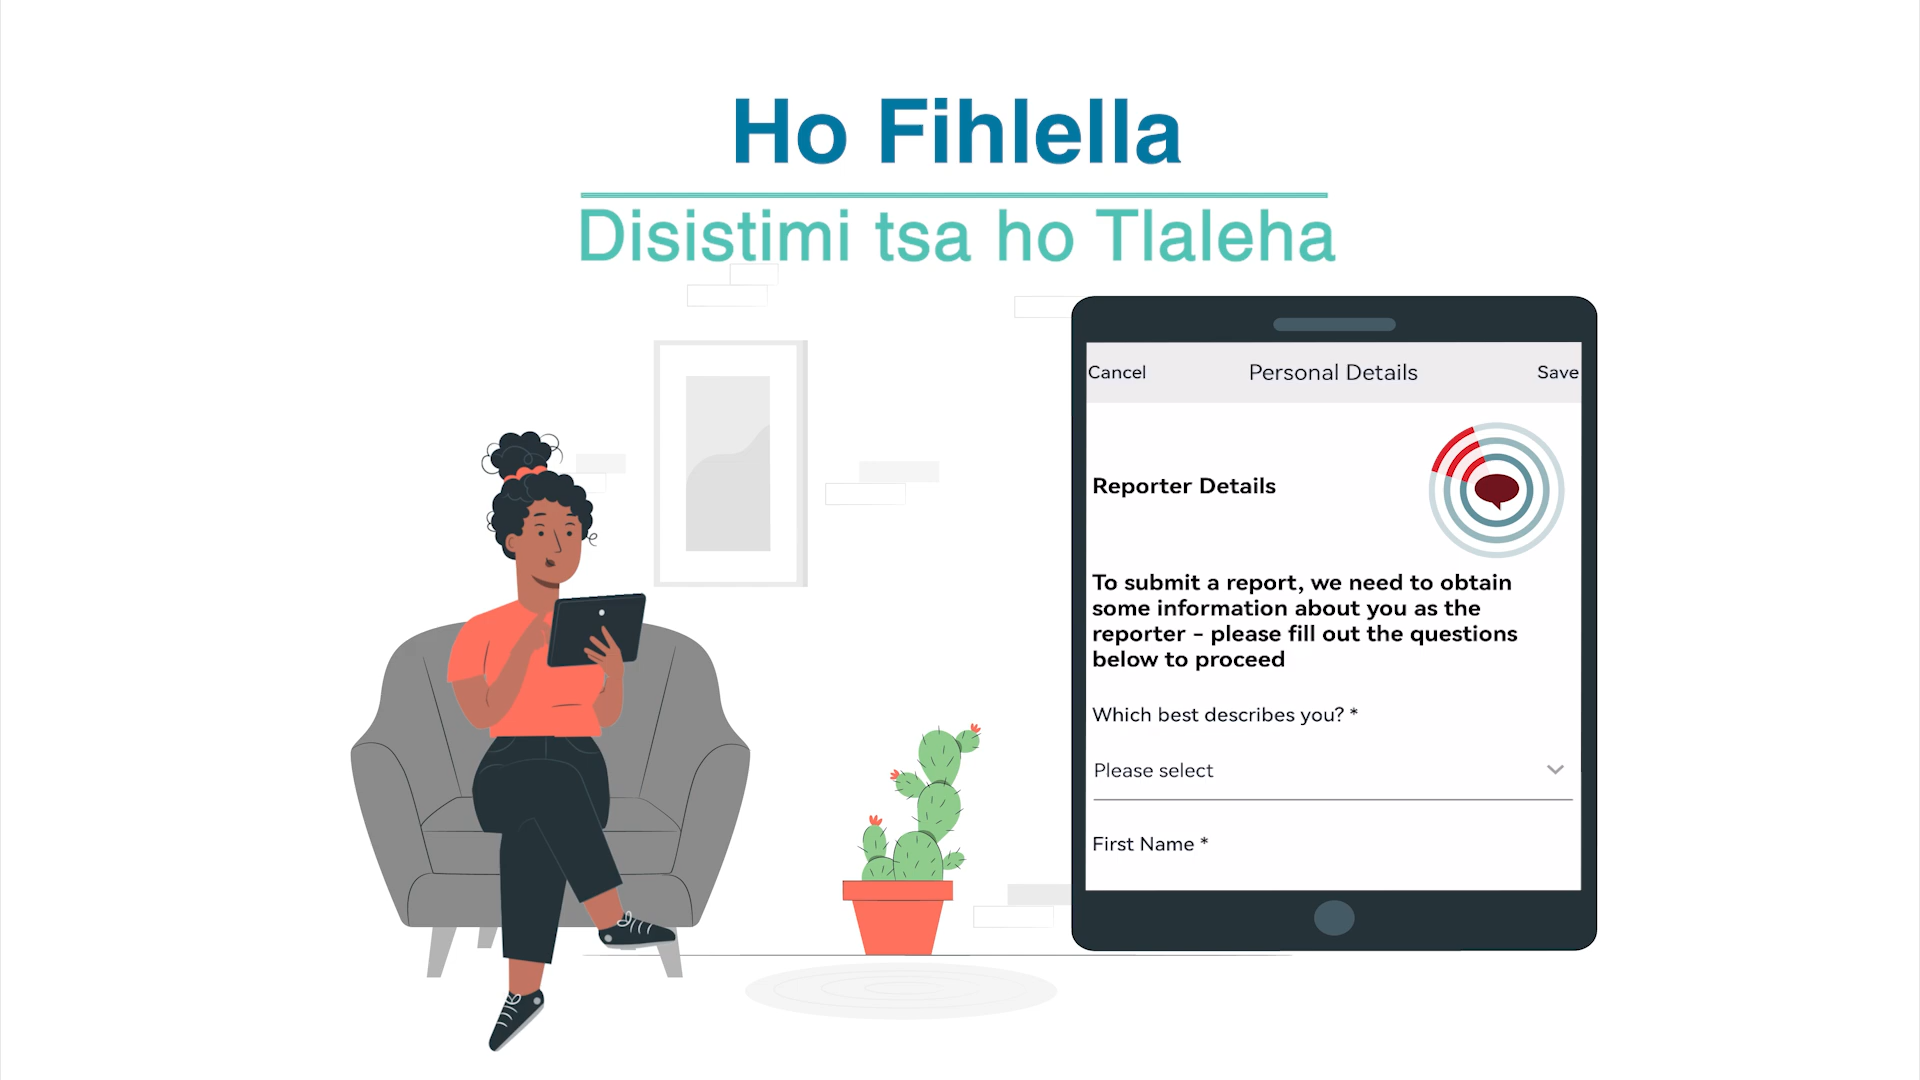 Ho Fihlella
Disistimi tsa ho Tlaleha
Cancel Personal Details Save
Reporter Details
To submit a report, we need to obtain
some information about you as the
reporter - please fill out the questions
below to proceed
Which best describes you? *
Please select
First Name *